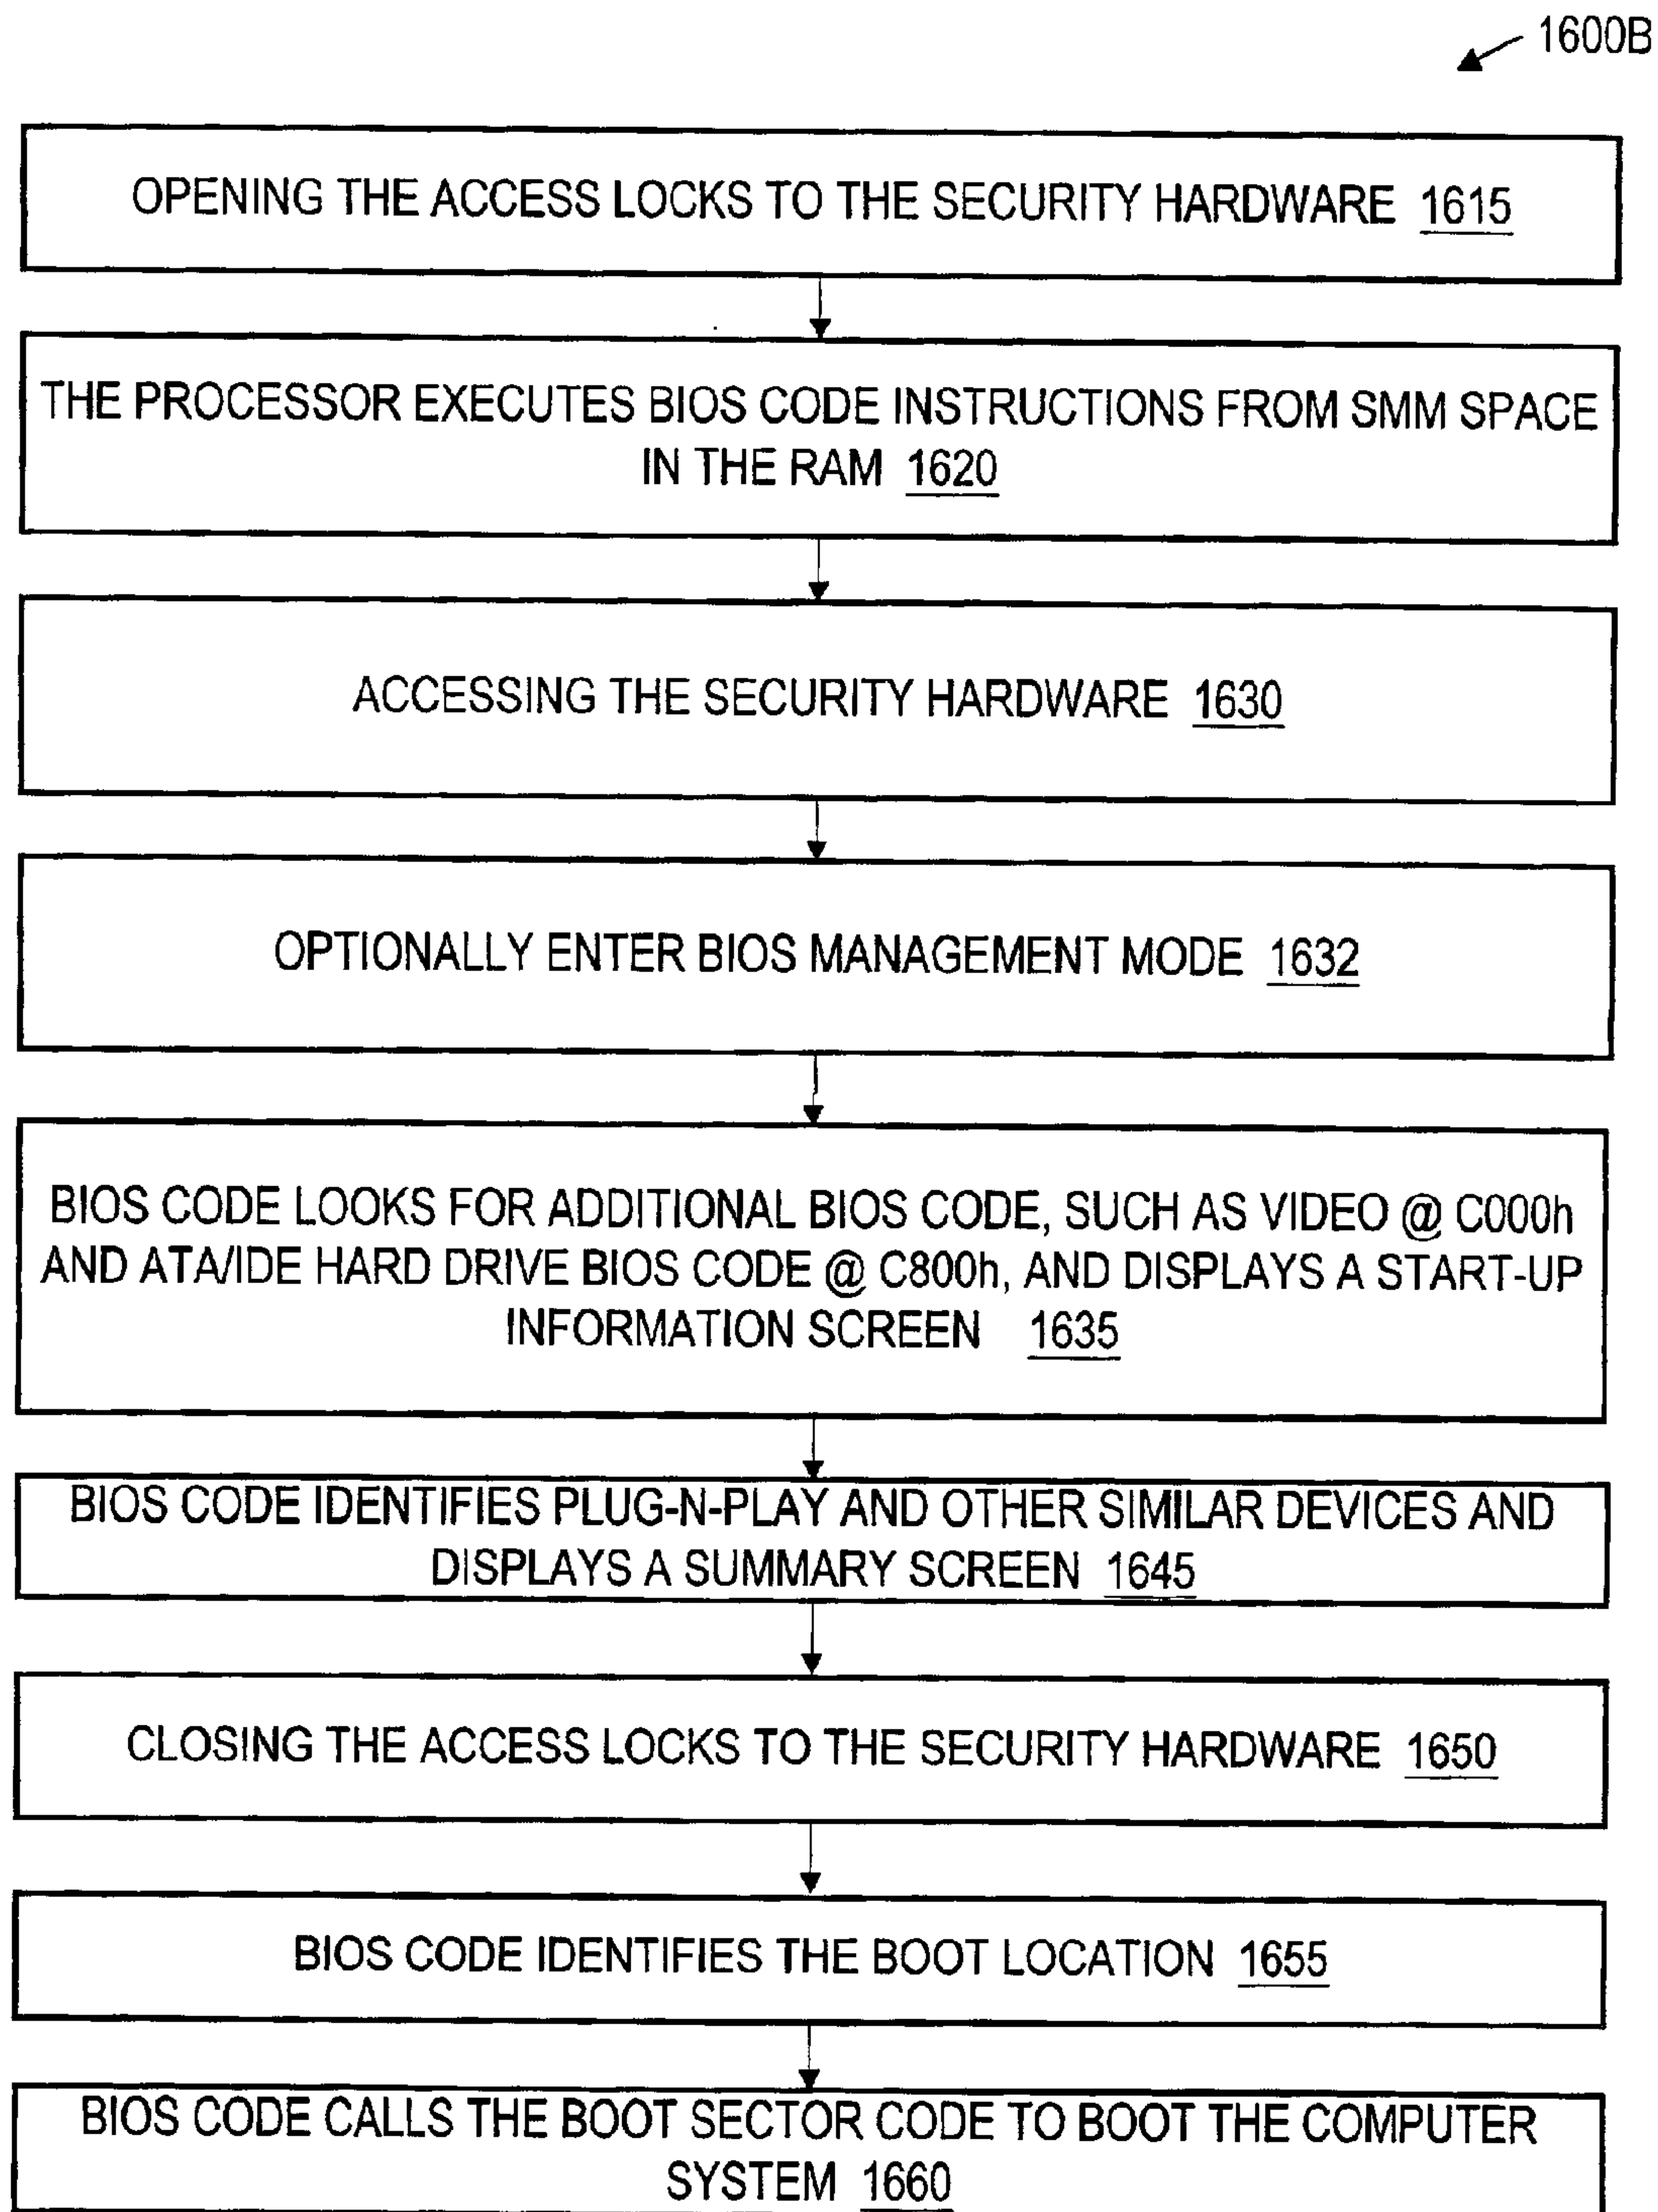 1600B
OPENING THE ACCESS LOCKS TO THE SECURITY HARDWARE 1615
THE PROCESSOR EXECUTES BIOS CODE INSTRUCTIONS FROM SMM SPACE
IN THE RAM 1620
ACCESSING THE SECURITY HARDWARE 1630
OPTIONALLY ENTER BIOS MANAGEMENT MODE 1632
BIOS CODE LOOKS FOR ADDITIONAL BIOS CODE, SUCH AS VIDEO @ C000h
AND ATA/IDE HARD DRIVE BIOS CODE @ C800h, AND DISPLAYS A START-UP
INFORMATION SCREEN 1635
BIOS CODE IDENTIFIES PLUG-N-PLAY AND OTHER SIMILAR DEVICES AND
DISPLAYS A SUMMARY SCREEN 1645
CLOSING THE ACCESS LOCKS TO THE SECURITY HARDWARE 1650
BIOS CODE IDENTIFIES THE BOOT LOCATION 1655
BIOS CODE CALLS THE BOOT SECTOR CODE TO BOOT THE COMPUTER
SYSTEM 1660